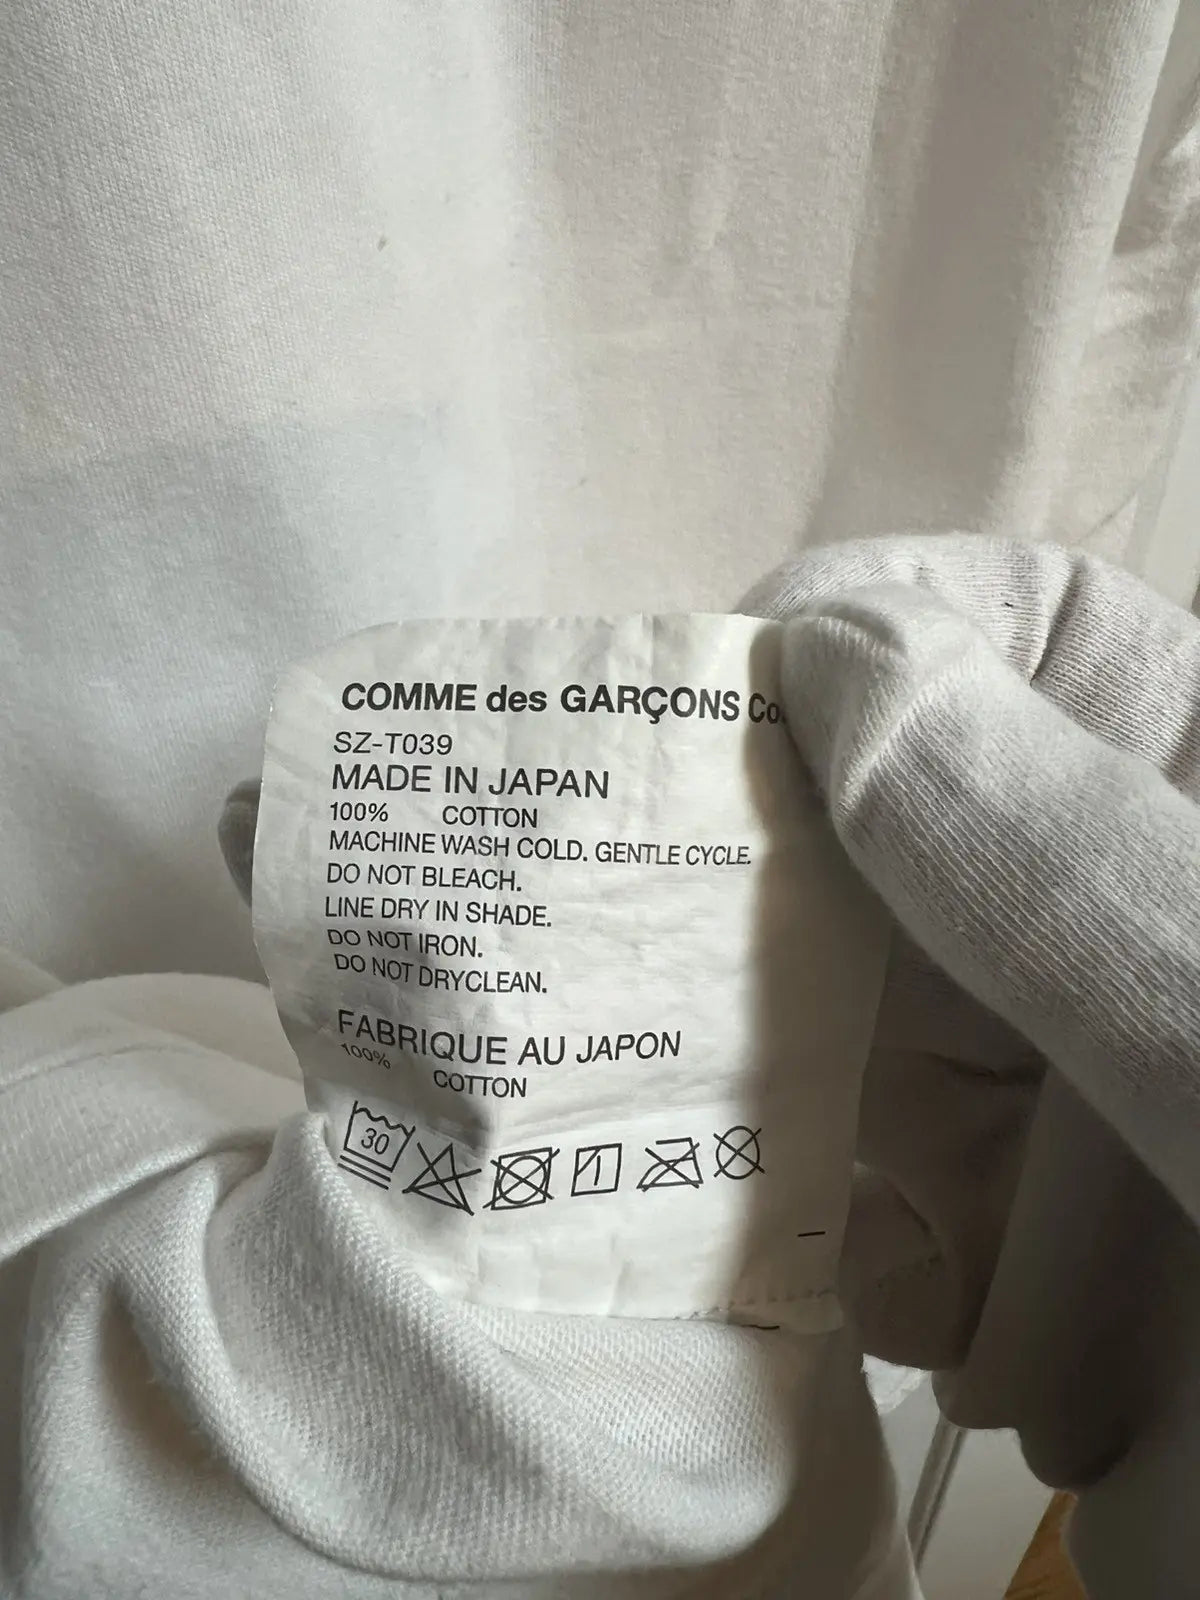 COMME des GARÇONS Co.
SZ-T039
MADE IN JAPAN
100% COTTON
MACHINE WASH COLD. GENTLE CYCLE.
DO NOT BLEACH.
LINE DRY IN SHADE.
DO NOT IRON.
DO NOT DRYCLEAN.
FABRIQUE AU JAPON
100% COTTON
30